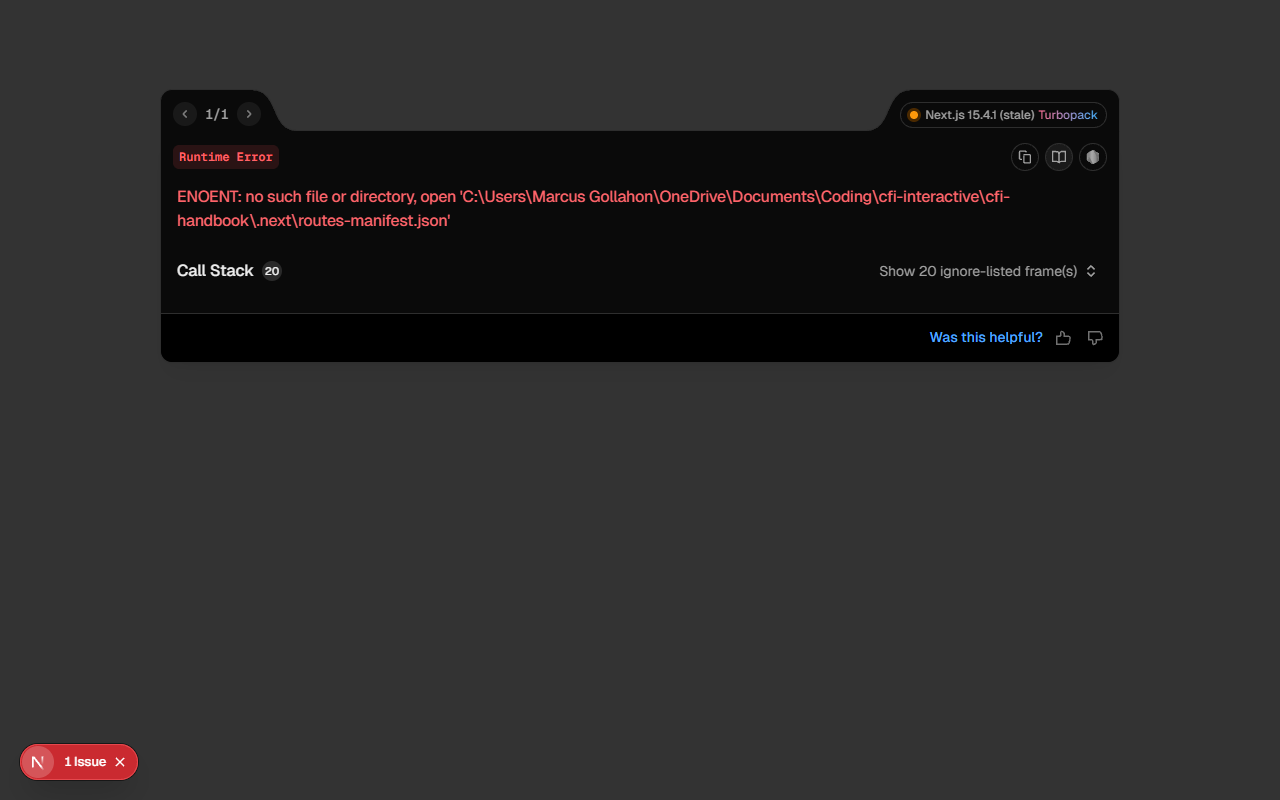 1/1
Next.js 15.4.1 (stale) Turbopack
Runtime Error
ENOENT: no such file or directory, open 'C:\Users\Marcus Gollahon\OneDrive\Documents\Coding\cfi-interactive\cfi-
handbook\.next\routes-manifest.json'
Call Stack 20
Show 20 ignore-listed frame(s)
Was this helpful?
N 1 Issue